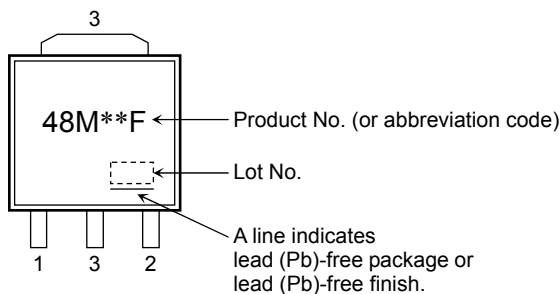 3
48M**F
Product No. (or abbreviation code)
Lot No.
A line indicates
lead (Pb)-free package or
lead (Pb)-free finish.
1 3 2